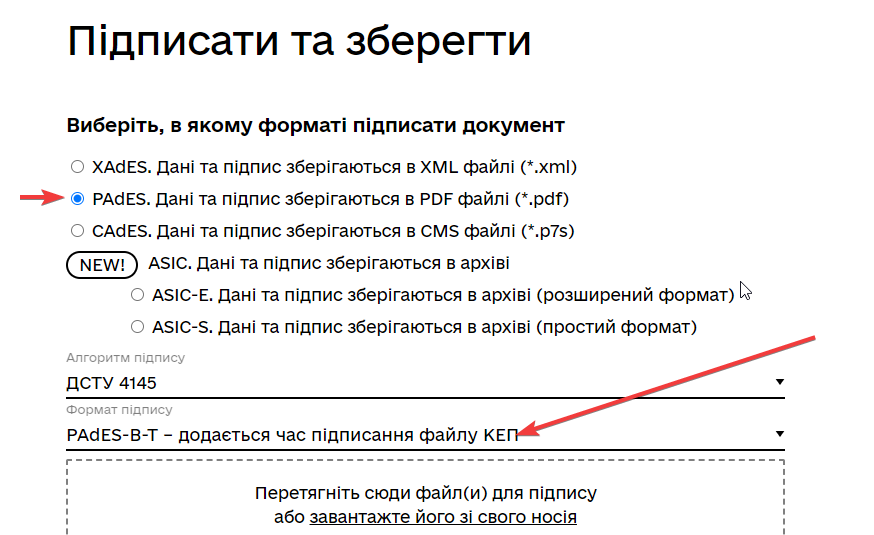 Підписати та зберегти
Виберіть, в якому форматі підписати документ
XAdES. Дані та підпис зберігаються в XML файлі (*.xml)
PAdES. Дані та підпис зберігаються в PDF файлі (*.pdf)
CAdES. Дані та підпис зберігаються в CMS файлі (*.p7s)
NEW! ASIC. Дані та підпис зберігаються в архіві
ASIC-E. Дані та підпис зберігаються в архіві (розширений формат)
ASIC-S. Дані та підпис зберігаються в архіві (простий формат)
Алгоритм підпису
ДСТУ 4145
Формат підпису
PAdES-B-T – додається час підписання файлу КЕП
Перетягніть сюди файл(и) для підпису
або завантажте його зі свого носія